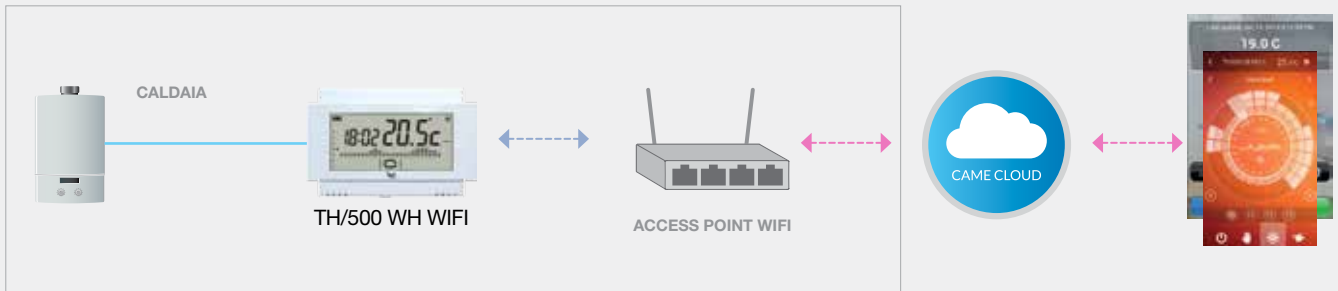 CALDAIA
18:02 20.5c
TH/500 WH WIFI
ACCESS POINT WIFI
CAME CLOUD
19.0 C